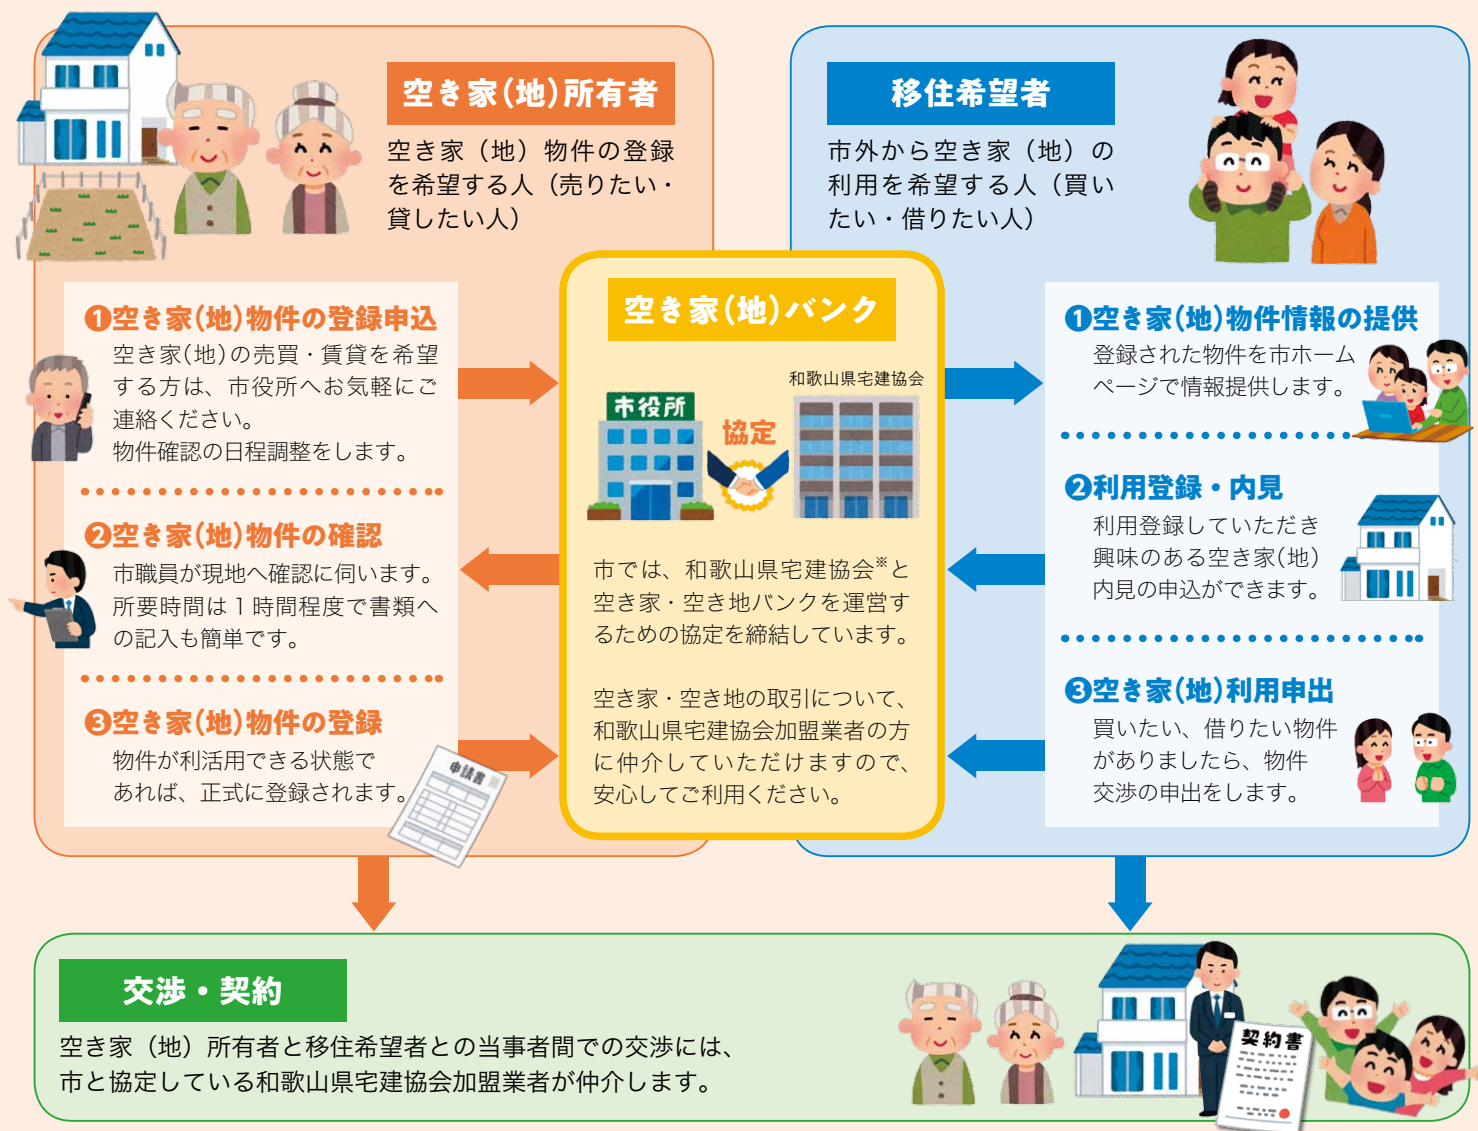 空き家(地)所有者
空き家（地）物件の登録
を希望する人（売りたい・
貸したい人）
❶空き家(地)物件の登録申込
空き家(地)の売買・賃貸を希望
する方は、市役所へお気軽にご
連絡ください。
物件確認の日程調整をします。
❷空き家(地)物件の確認
市職員が現地へ確認に伺います。
所要時間は1時間程度で書類へ
の記入も簡単です。
❸空き家(地)物件の登録
物件が利活用できる状態で
あれば、正式に登録されます。
申請書
空き家(地)バンク
和歌山県宅建協会
市役所
協定
市では、和歌山県宅建協会※と
空き家・空き地バンクを運営す
るための協定を締結しています。
空き家・空き地の取引について、
和歌山県宅建協会加盟業者の方
に仲介していただけますので、
安心してご利用ください。
移住希望者
市外から空き家（地）の
利用を希望する人（買い
たい・借りたい人）
❶空き家(地)物件情報の提供
登録された物件を市ホーム
ページで情報提供します。
❷利用登録・内見
利用登録していただき
興味のある空き家(地)
内見の申込ができます。
❸空き家(地)利用申出
買いたい、借りたい物件
がありましたら、物件
交渉の申出をします。
交渉・契約
空き家（地）所有者と移住希望者との当事者間での交渉には、
市と協定している和歌山県宅建協会加盟業者が仲介します。
契約書